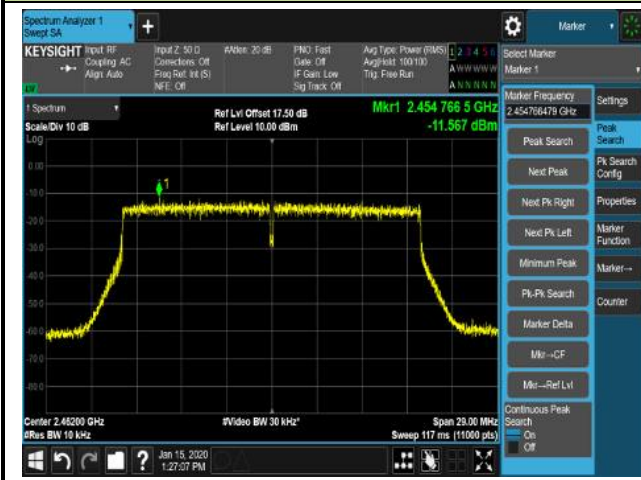 Spectrum Analyzer 1
Swept SA
+
Marker
KEYSIGHT
Input: RF
Coupling: AC
Align: Auto
Input Z: 50 Ω
Corrections: Off
Freq Ref: Int (S)
NFE: Off
#Atten: 20 dB
PNO: Fast
Gate: Off
IF Gain: Low
Sig Track: Off
Avg Type: Power (RMS)
Avg|Hold: 100/100
Trig: Free Run
1 2 3 4 5 6
A W W W W W
A N N N N N
Select Marker
Marker 1
1 Spectrum
Scale/Div 10 dB
Log
Ref Lvl Offset 17.50 dB
Ref Level 10.00 dBm
Mkr1 2.454 766 5 GHz
-11.567 dBm
0.00
-10.0
-20.0
-30.0
-40.0
-50.0
-60.0
-70.0
-80.0
1
Center 2.46200 GHz
#Res BW 10 kHz
#Video BW 30 kHz*
Span 29.00 MHz
Sweep 117 ms (11000 pts)
Marker Frequency
2.454766479 GHz
Peak Search
Next Peak
Next Pk Right
Next Pk Left
Minimum Peak
Pk-Pk Search
Marker Delta
Mkr→CF
Mkr→Ref Lvl
Continuous Peak
Search
On
Off
Settings
Peak
Search
Pk Search
Config
Properties
Marker
Function
Marker→
Counter
?
Jan 15, 2020
1:27:07 PM